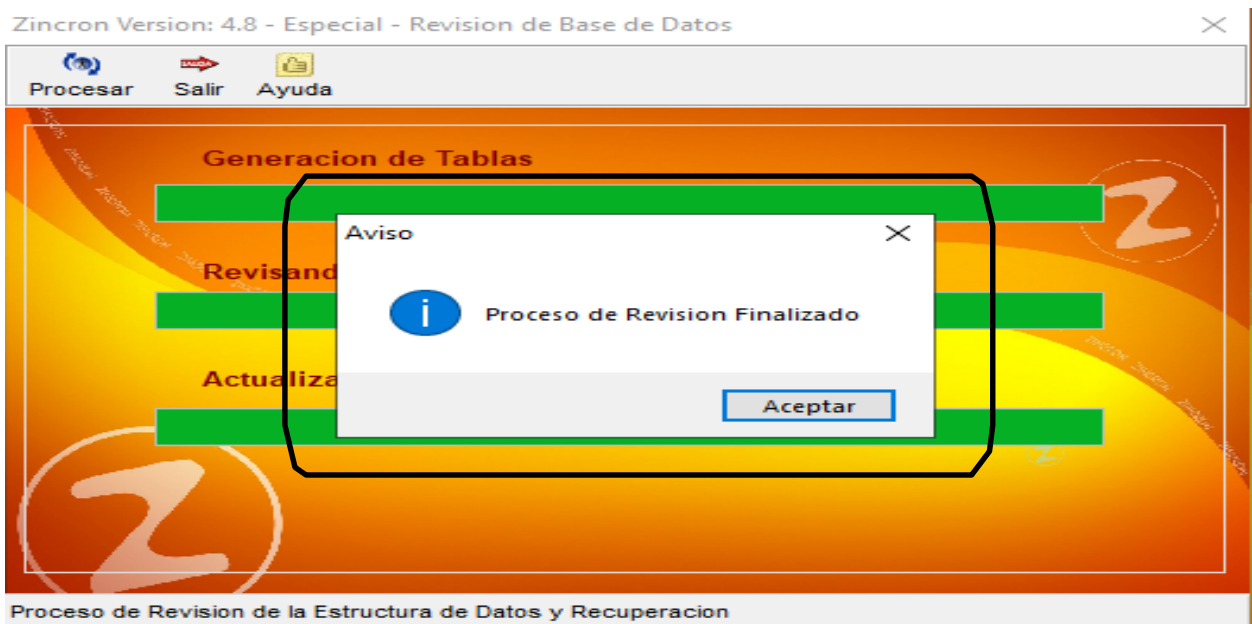 Zincron Version: 4.8 - Especial - Revision de Base de Datos
Procesar Salir Ayuda
Generacion de Tablas
Aviso
Revisand
Proceso de Revision Finalizado
Actualiza
Aceptar
Proceso de Revision de la Estructura de Datos y Recuperacion